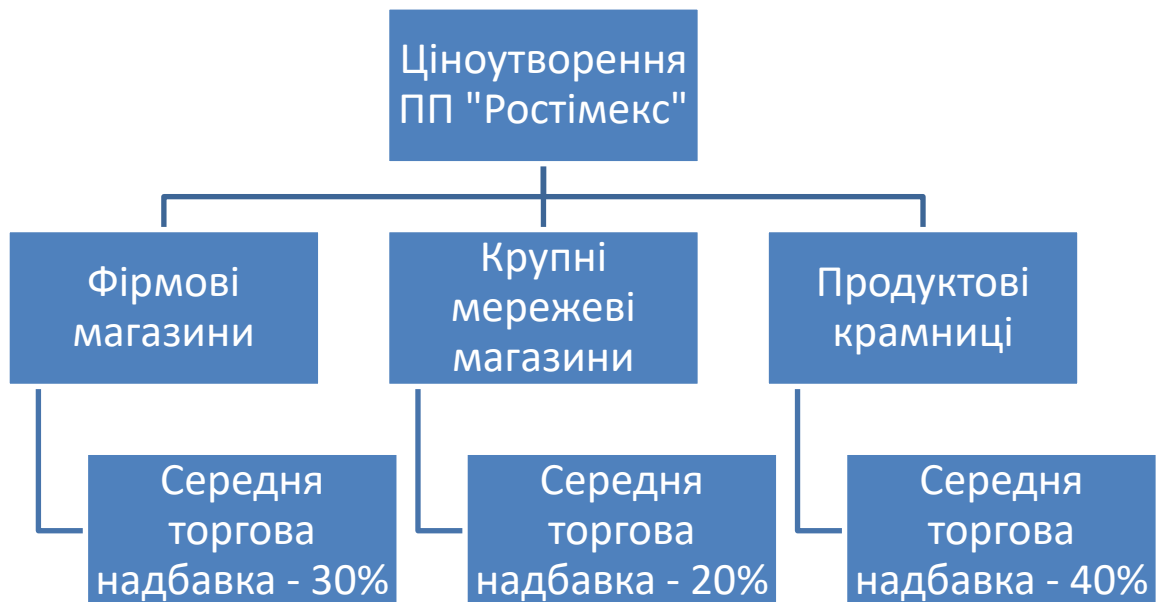 Ціноутворення
ПП "Ростімекс"
Фірмові
магазини
Крупні
мережеві
магазини
Продуктові
крамниці
Середня
торгова
надбавка - 30%
Середня
торгова
надбавка - 20%
Середня
торгова
надбавка - 40%